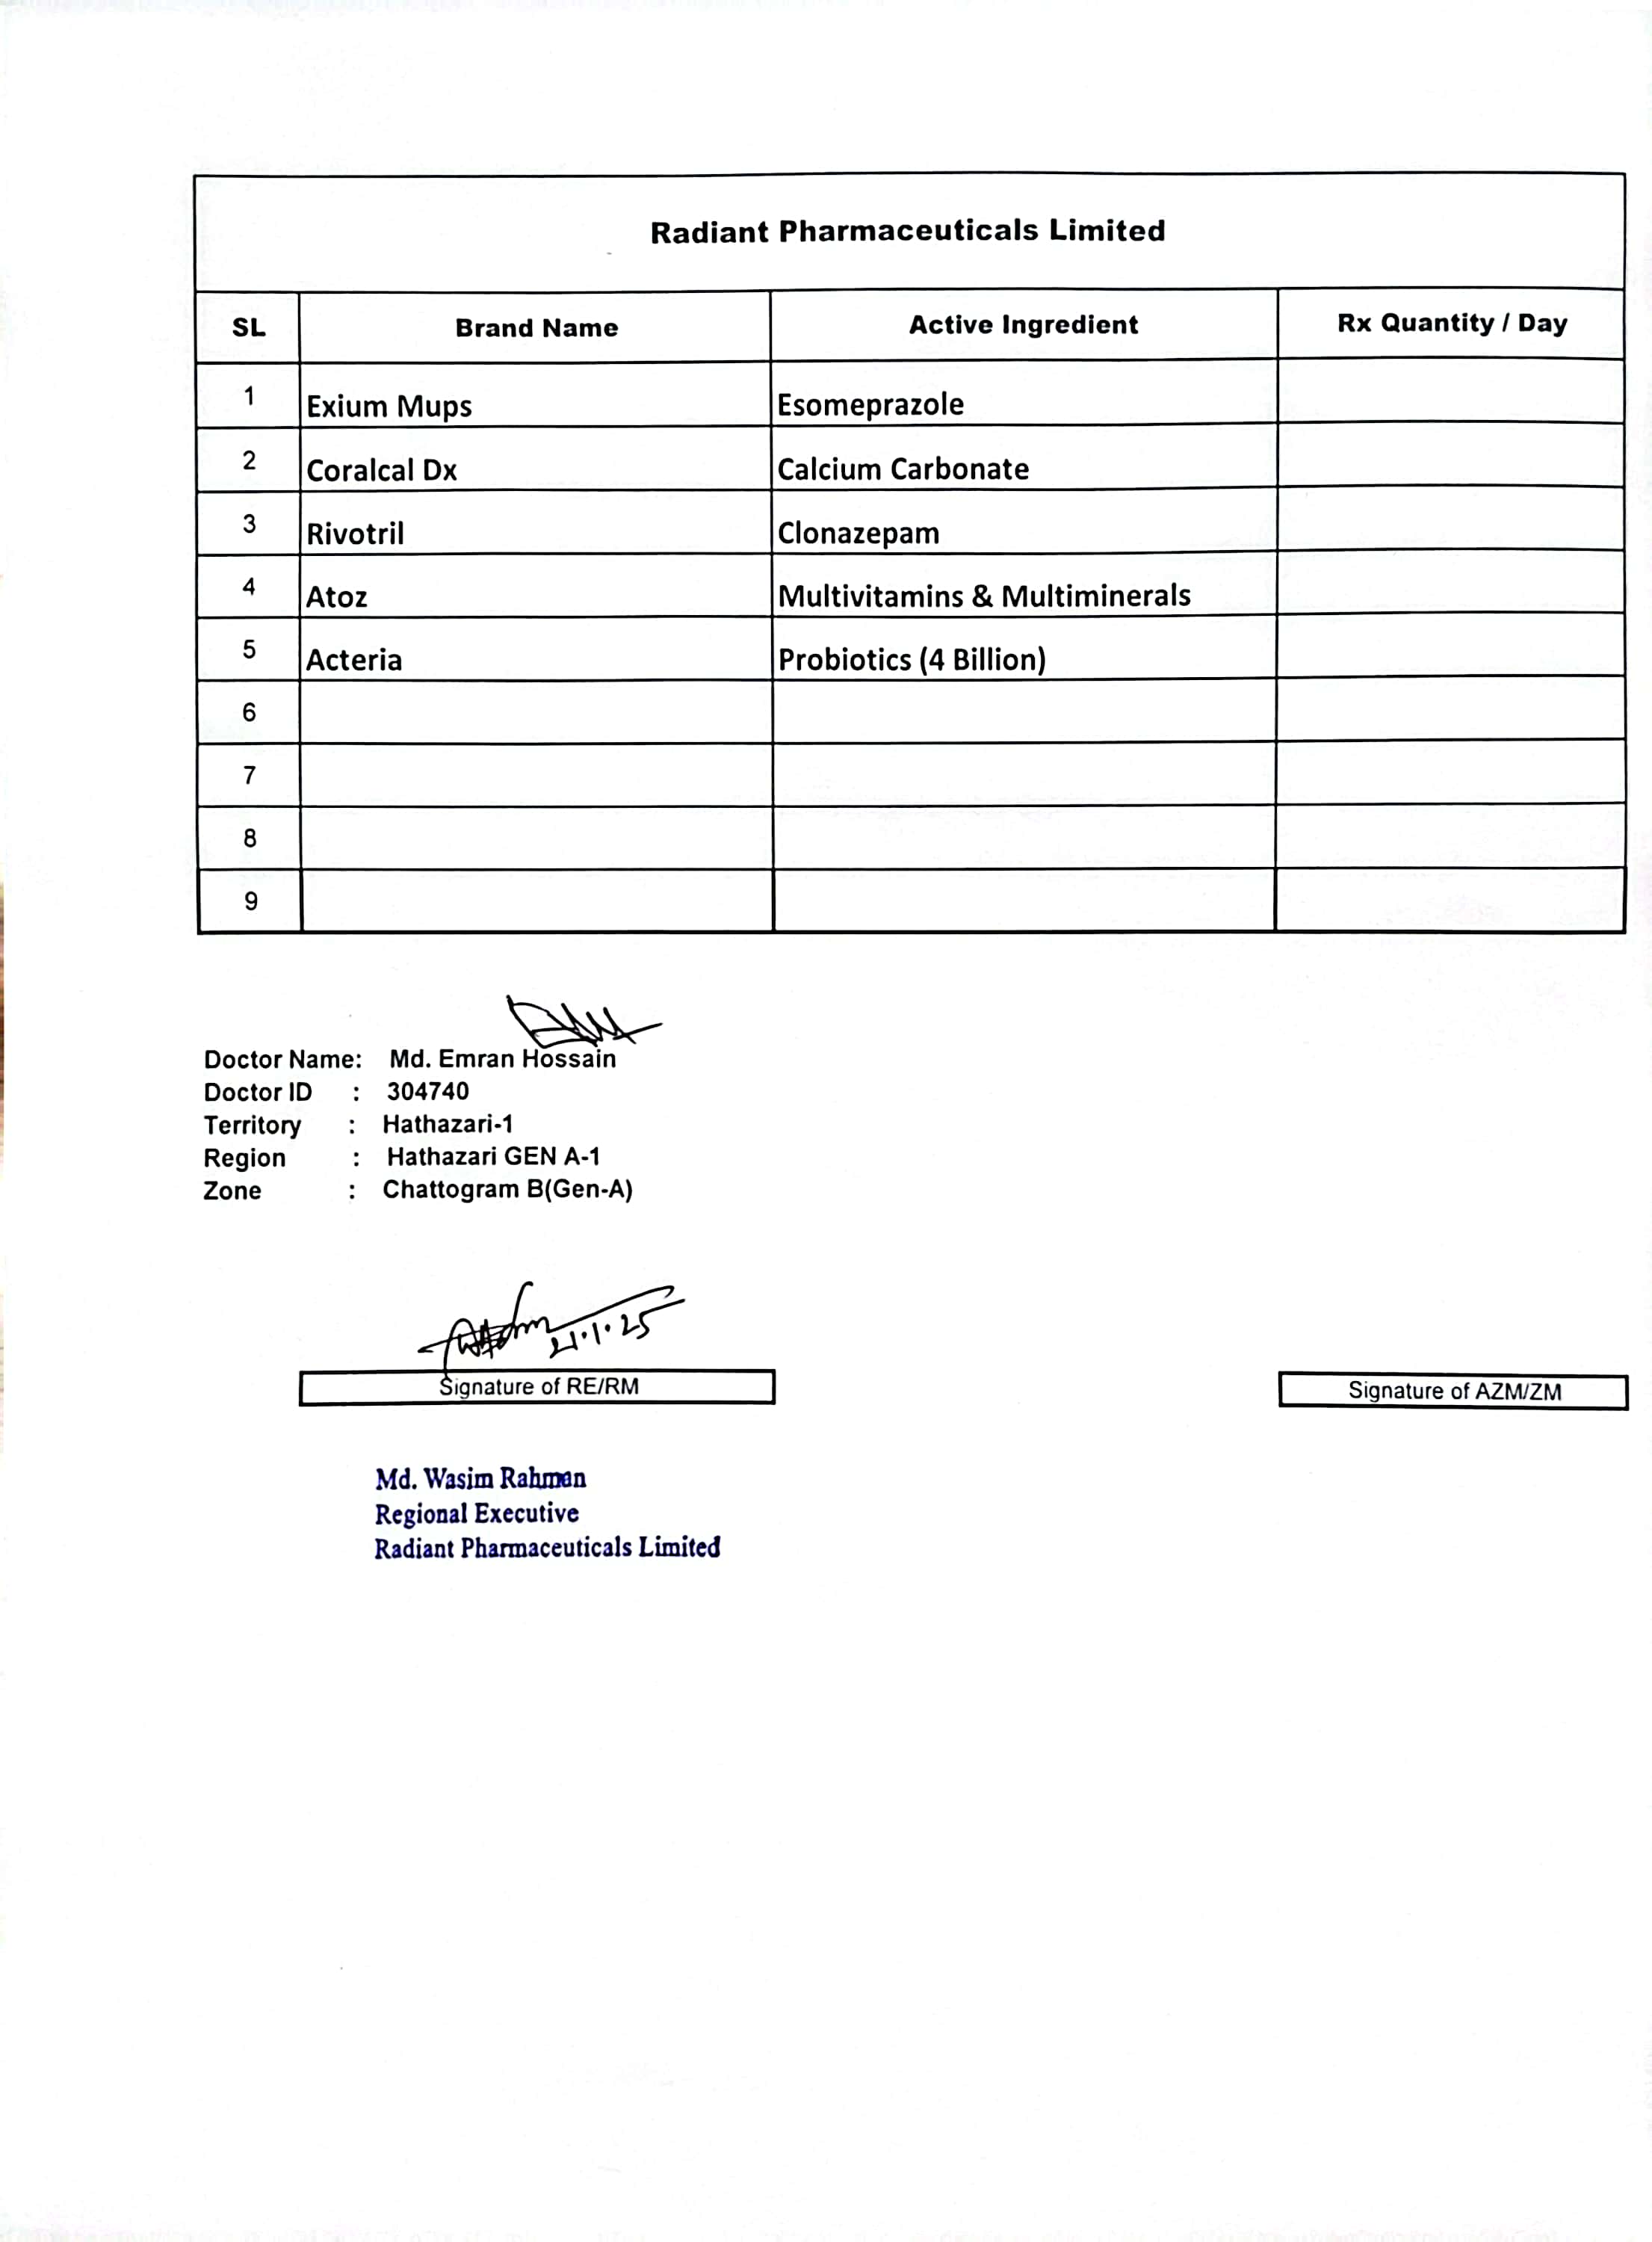 Radiant Pharmaceuticals Limited
SL Brand Name Active Ingredient Rx Quantity / Day
1 Exium Mups Esomeprazole
2 Coralcal Dx Calcium Carbonate
3 Rivotril Clonazepam
4 Atoz Multivitamins & Multiminerals
5 Acteria Probiotics (4 Billion)
6
7
8
9
Doctor Name: Md. Emran Hossain
Doctor ID : 304740
Territory : Hathazari-1
Region : Hathazari GEN A-1
Zone : Chattogram B(Gen-A)
21.1.25
Signature of RE/RM Signature of AZM/ZM
Md. Wasim Rahman
Regional Executive
Radiant Pharmaceuticals Limited